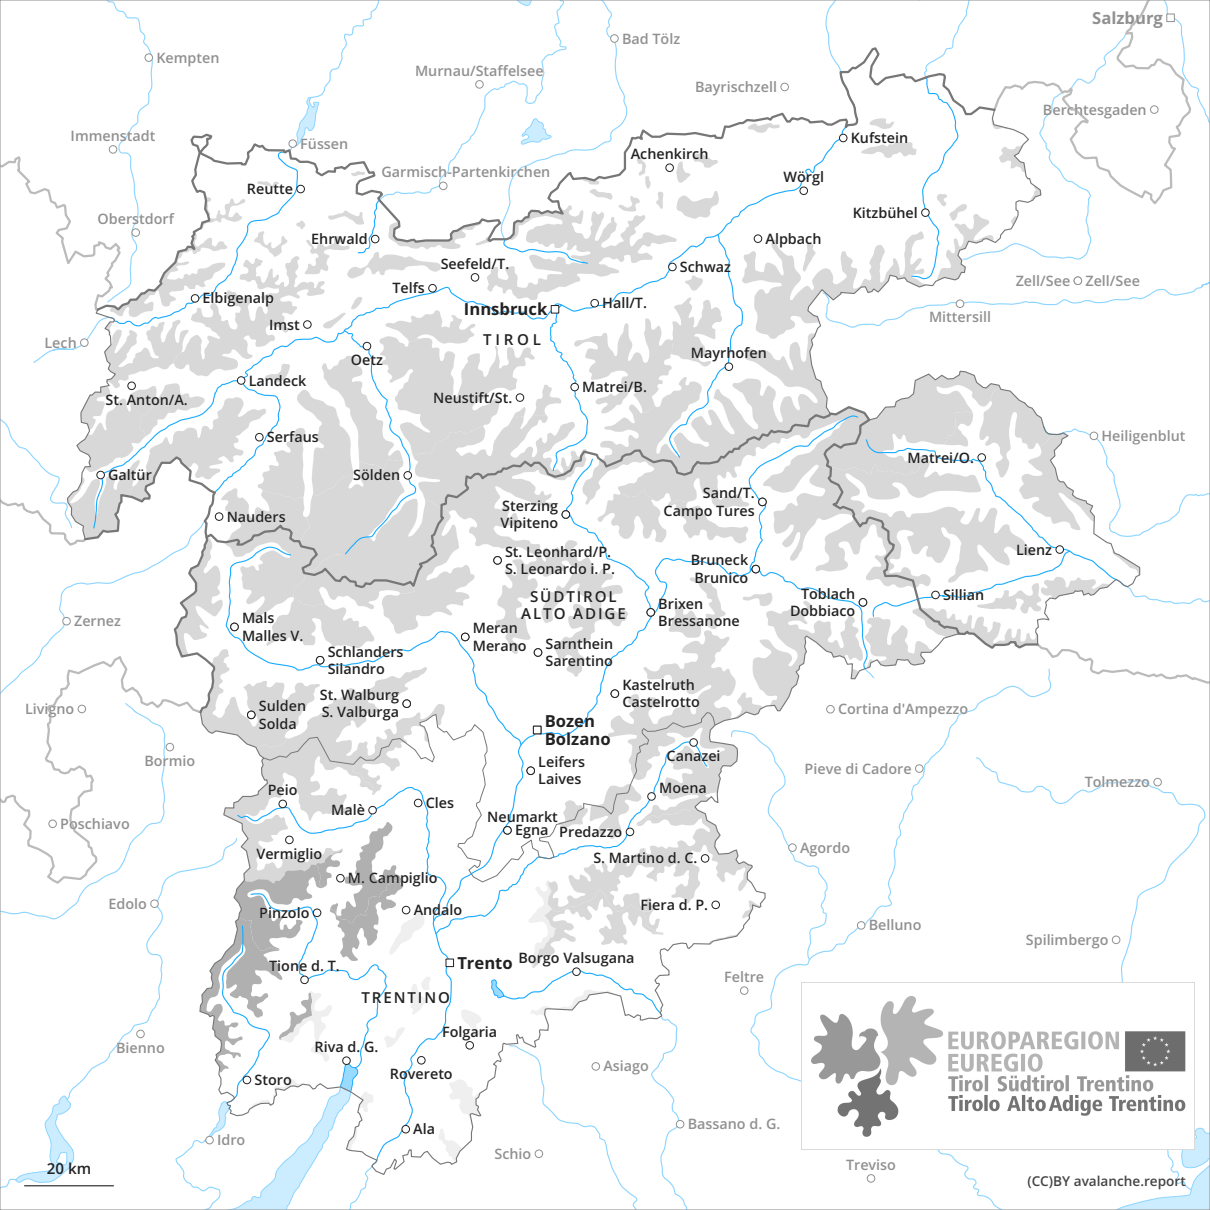 Salzburg
Bad Tölz
Kempten
Murnau/Staffelsee
Bayrischzell
Berchtesgaden
Immenstadt
Füssen
Kufstein
Achenkirch
Garmisch-Partenkirchen
Wörgl
Reutte
Oberstdorf
Kitzbühel
Ehrwald
Alpbach
Seefeld/T.
Schwaz
Zell/See
Zell/See
Telfs
Elbigenalp
Hall/T.
Innsbruck
Mittersill
Imst
TIROL
Lech
Mayrhofen
Oetz
Landeck
Matrei/B.
St. Anton/A.
Neustift/St.
Serfaus
Heiligenblut
Matrei/O.
Galtür
Sölden
Sand/T.
Campo Tures
Sterzing
Vipiteno
Nauders
Lienz
St. Leonhard/P.
S. Leonardo i. P.
Bruneck
Brunico
SÜDTIROL
ALTO ADIGE
Toblach
Dobbiaco
Sillian
Brixen
Bressanone
Zernez
Mals
Malles V.
Meran
Merano
Sarnthein
Sarentino
Schlanders
Silandro
St. Walburg
S. Valburga
Kastelruth
Castelrotto
Livigno
Sulden
Solda
Cortina d'Ampezzo
Bozen
Bolzano
Bormio
Canazei
Leifers
Laives
Pieve di Cadore
Tolmezzo
Peio
Moena
Malè
Cles
Neumarkt
Egna
Predazzo
Poschiavo
Vermiglio
S. Martino d. C.
Agordo
M. Campiglio
Edolo
Pinzolo
Andalo
Fiera d. P.
Belluno
Spilimbergo
Trento
Borgo Valsugana
Tione d. T.
Feltre
TRENTINO
Folgaria
Bienno
Riva d. G.
Rovereto
Asiago
Storo
EUROPAREGION
EUREGIO
Tirol Südtirol Trentino
Tirolo Alto Adige Trentino
Idro
Ala
Bassano d. G.
Schio
Treviso
20 km
(CC)BY avalanche.report